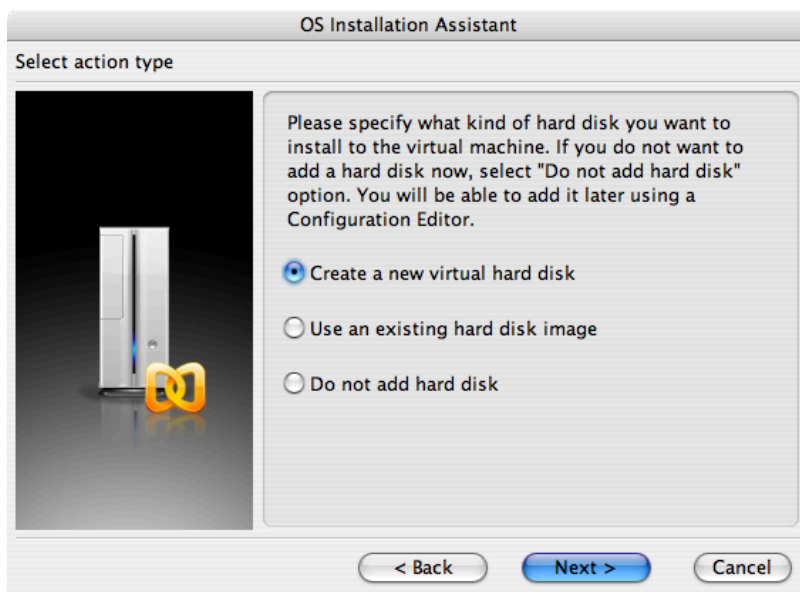 OS Installation Assistant
Select action type
Please specify what kind of hard disk you want to
install to the virtual machine. If you do not want to
add a hard disk now, select "Do not add hard disk"
option. You will be able to add it later using a
Configuration Editor.
Create a new virtual hard disk
Use an existing hard disk image
Do not add hard disk
< Back
Next >
Cancel